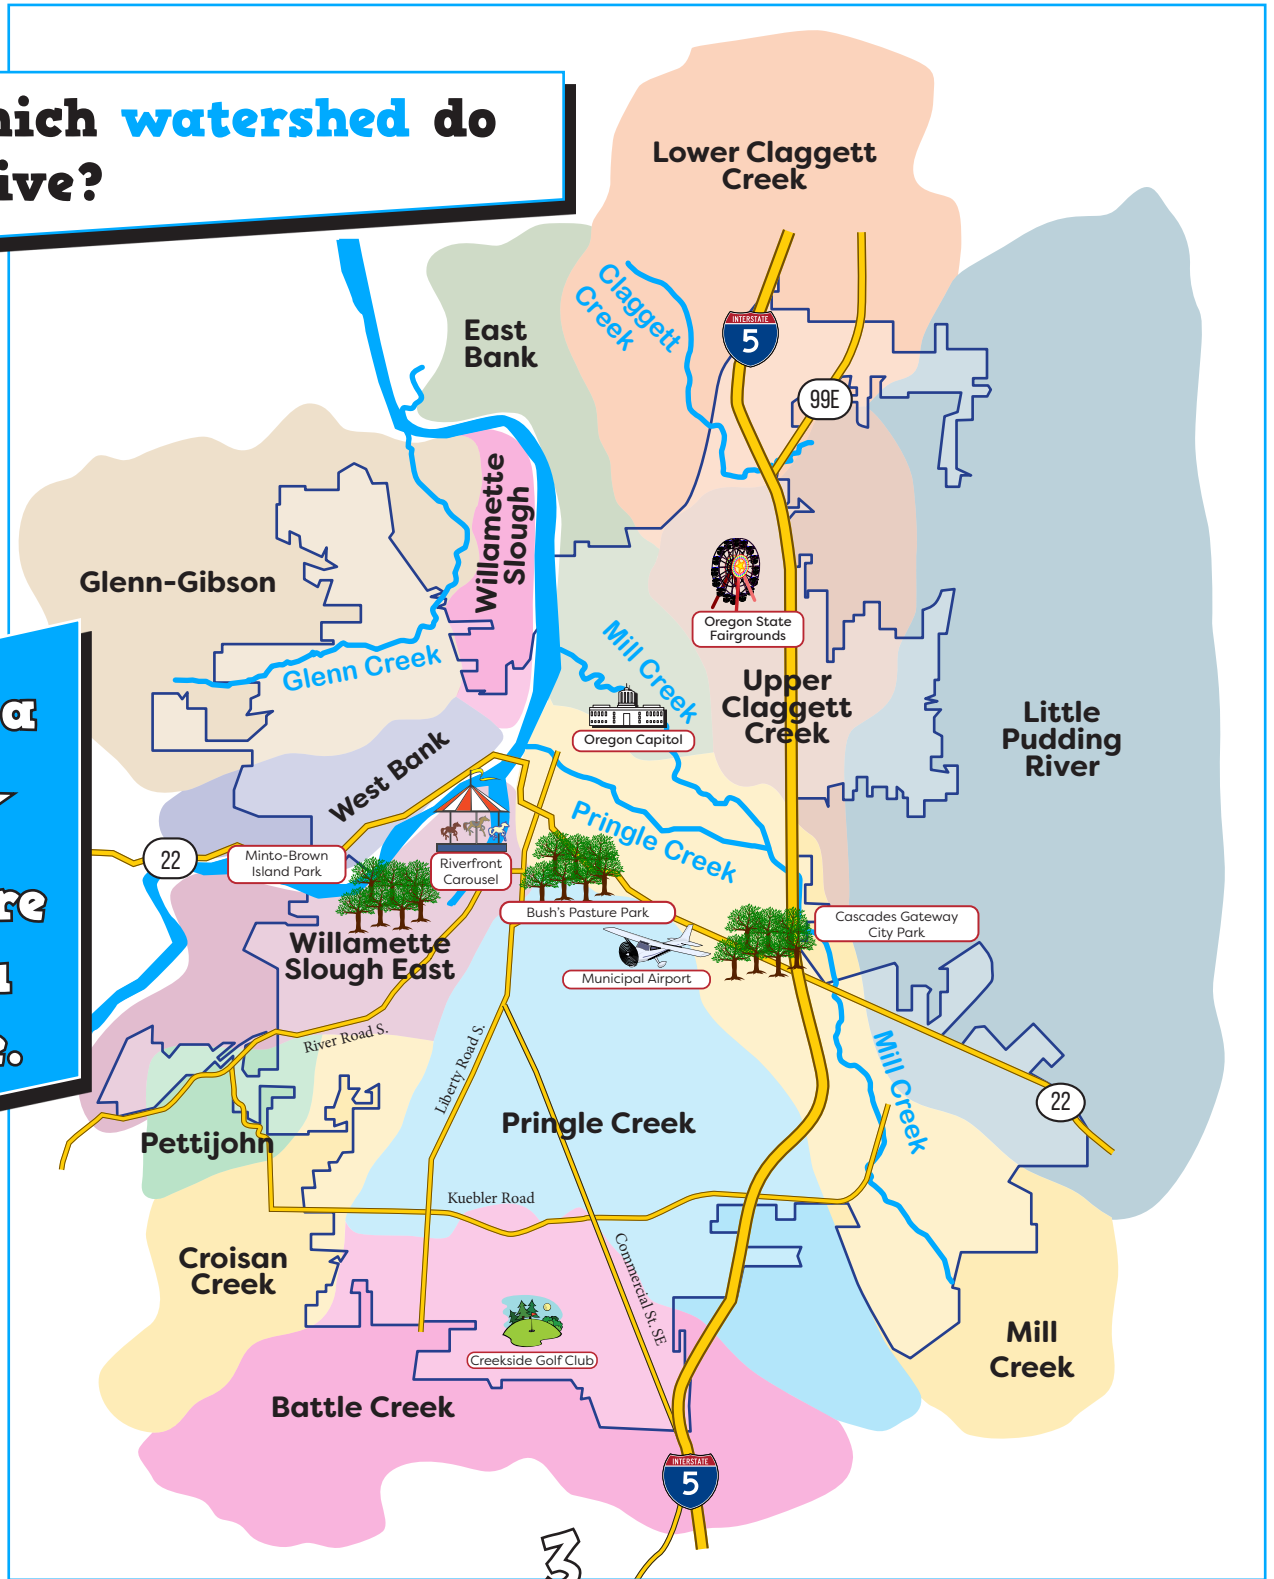 hich watershed do
ive?
Lower Claggett
Creek
Claggett
Creek
East
Bank
INTERSTATE
5
99E
Willamette
Slough
Glenn-Gibson
Oregon State
Fairgrounds
Mill Creek
Glenn Creek
Upper
Claggett
Creek
Little
Pudding
River
a
re
Oregon Capitol
West Bank
Pringle Creek
22
Minto-Brown
Island Park
Riverfront
Carousel
Bush's Pasture Park
Cascades Gateway
City Park
Willamette
Slough East
Municipal Airport
River Road S.
Liberty Road S.
Mill Creek
22
Pringle Creek
Pettijohn
Kuebler Road
Croisan
Creek
Commercial St. SE
Mill
Creek
Creekside Golf Club
Battle Creek
INTERSTATE
5
3